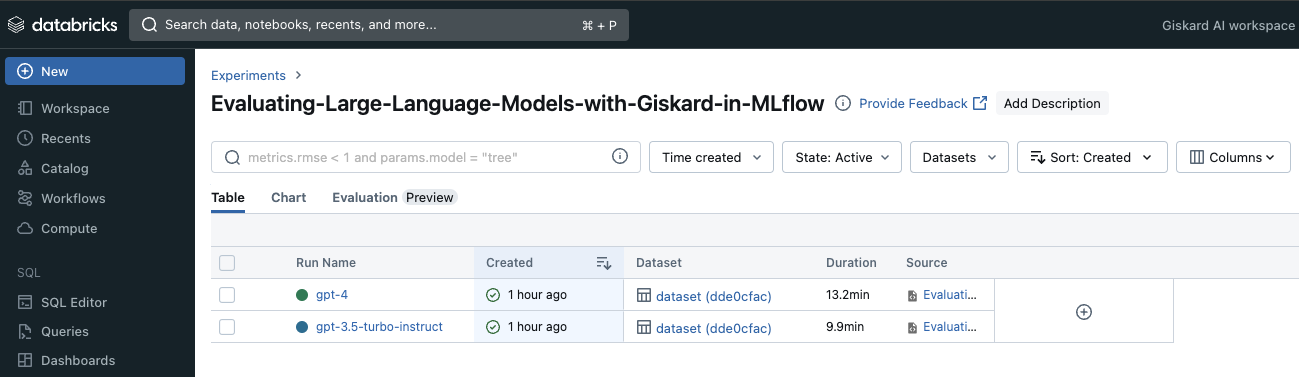 databricks
Search data, notebooks, recents, and more...
⌘ + P
Giskard AI workspace
New
Workspace
Recents
Catalog
Workflows
Compute
SQL
SQL Editor
Queries
Dashboards
Experiments >
Evaluating-Large-Language-Models-with-Giskard-in-MLflow
Provide Feedback
Add Description
metrics.rmse < 1 and params.model = "tree"
Time created
State: Active
Datasets
Sort: Created
Columns
Table Chart Evaluation Preview
Run Name Created Dataset Duration Source
gpt-4 1 hour ago dataset (dde0cfac) 13.2min Evaluati...
gpt-3.5-turbo-instruct 1 hour ago dataset (dde0cfac) 9.9min Evaluati...